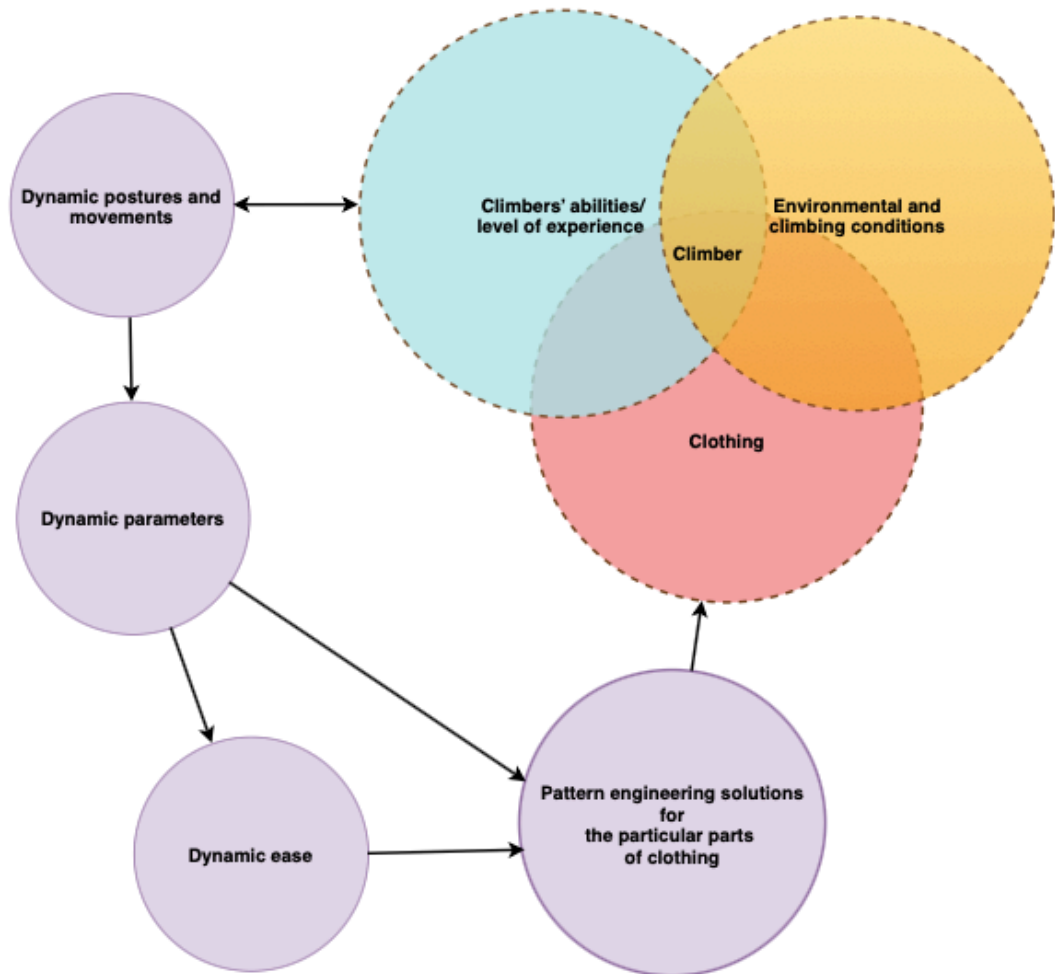 Dynamic postures and
movements
Climbers' abilities/
level of experience
Environmental and
climbing conditions
Climber
Clothing
Dynamic parameters
Dynamic ease
Pattern engineering solutions
for
the particular parts
of clothing